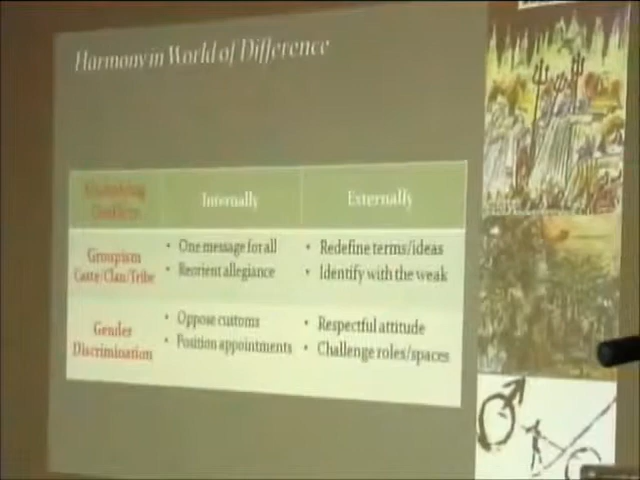 Harmony in World of Difference
Internally
Externally
Groupism
Caste/Clan/Tribe
• One message for all
• Reorient allegiance
• Redefine terms/ideas
• Identify with the weak
Gender
Discrimination
• Oppose customs
• Position appointments
• Respectful attitude
• Challenge roles/spaces